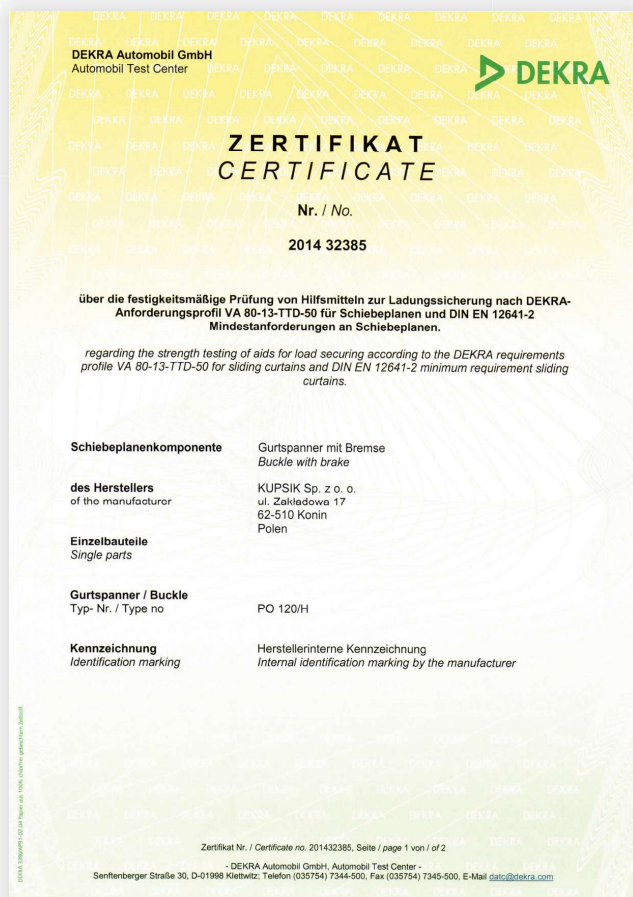 DEKRA Automobil GmbH
Automobil Test Center
DEKRA
ZERTIFIKAT
CERTIFICATE
Nr. / No.
2014 32385
über die festigkeitsmäßige Prüfung von Hilfsmitteln zur Ladungssicherung nach DEKRA-
Anforderungsprofil VA 80-13-TTD-50 für Schiebeplanen und DIN EN 12641-2
Mindestanforderungen an Schiebeplanen.
regarding the strength testing of aids for load securing according to the DEKRA requirements
profile VA 80-13-TTD-50 for sliding curtains and DIN EN 12641-2 minimum requirement sliding
curtains.
Schiebeplanenkomponente Gurtspanner mit Bremse
Buckle with brake
des Herstellers KUPSIK Sp. z o. o.
of the manufacturer ul. Zakładowa 17
62-510 Konin
Polen
Einzelbauteile
Single parts
Gurtspanner / Buckle
Typ- Nr. / Type no PO 120/H
Kennzeichnung Herstellerinterne Kennzeichnung
Identification marking Internal identification marking by the manufacturer
Zertifikat Nr. / Certificate no. 201432385, Seite / page 1 von / of 2
- DEKRA Automobil GmbH, Automobil Test Center -
Senftenberger Straße 30, D-01998 Klettwitz; Telefon (035754) 7344-500, Fax (035754) 7345-500, E-Mail datc@dekra.com